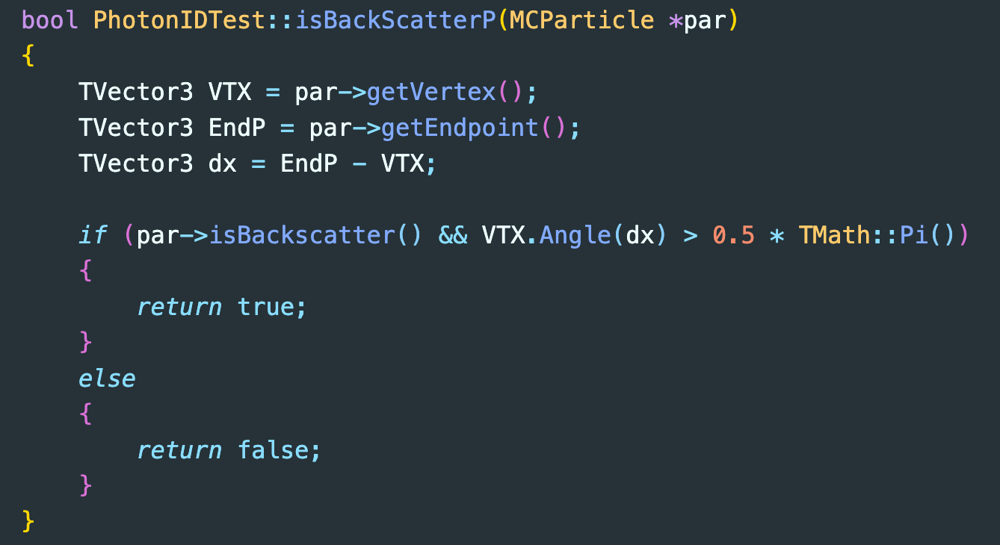 bool PhotonIDTest::isBackScatterP(MCParticle *par)
{
    TVector3 VTX = par->getVertex();
    TVector3 EndP = par->getEndpoint();
    TVector3 dx = EndP - VTX;

    if (par->isBackscatter() && VTX.Angle(dx) > 0.5 * TMath::Pi())
    {
        return true;
    }
    else
    {
        return false;
    }
}